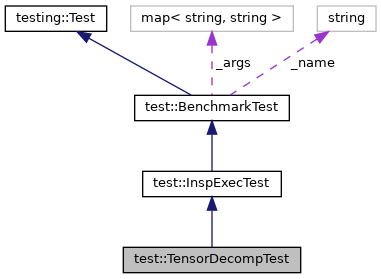 testing::Test
map< string, string >
string
_args
_name
test::BenchmarkTest
test::InspExecTest
test::TensorDecompTest